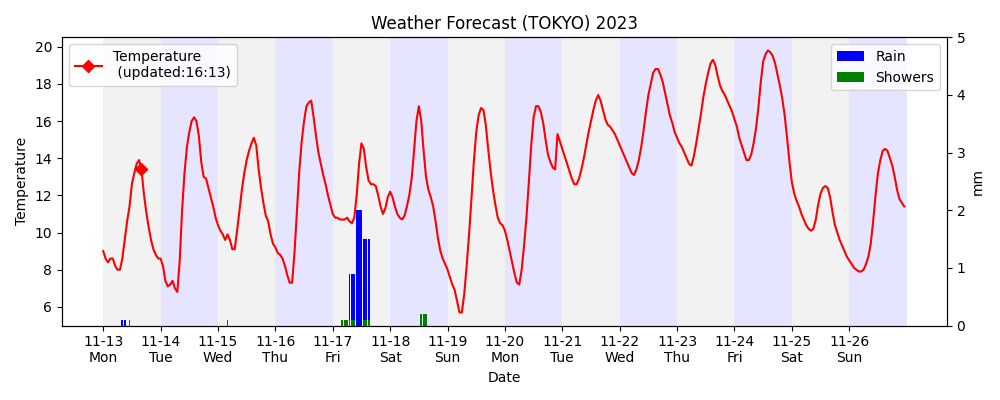 Weather Forecast (TOKYO) 2023
Temperature
(updated:16:13)
Rain
Showers
20
18
16
14
12
10
8
6
Temperature
5
4
3
2
1
0
mm
11-13 11-14 11-15 11-16 11-17 11-18 11-19 11-20 11-21 11-22 11-23 11-24 11-25 11-26
Mon Tue Wed Thu Fri Sat Sun Mon Tue Wed Thu Fri Sat Sun
Date